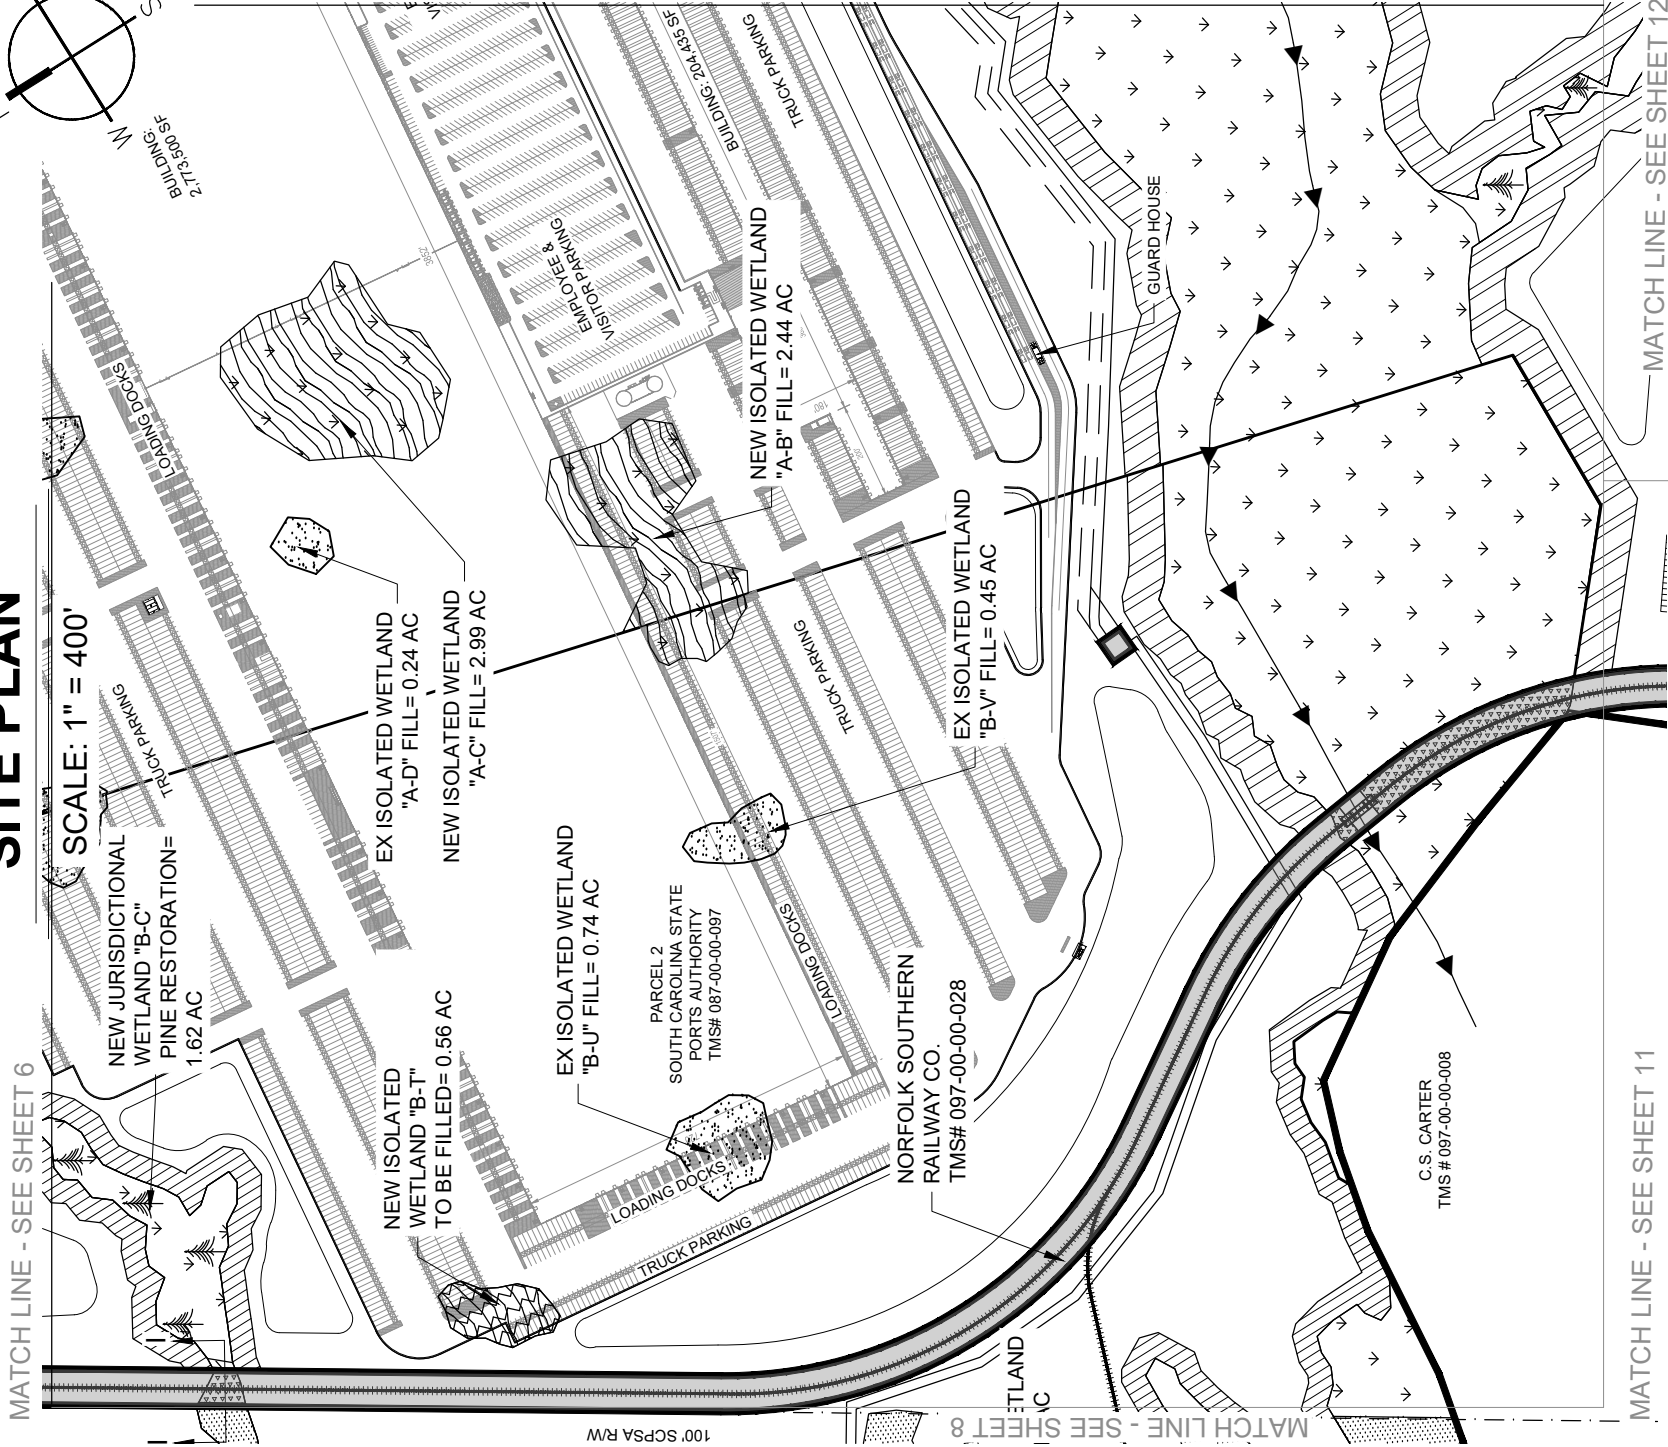 SITE PLAN
SCALE: 1" = 400'
S
W
BUILDING:
2,773,500 SF
MATCH LINE - SEE SHEET 6
LOADING DOCKS
TRUCK PARKING
3852'
EMPLOYEE &
VISITOR PARKING
BUILDING: 204,435 SF
TRUCK PARKING
GUARD HOUSE
MATCH LINE - SEE SHEET 12
NEW ISOLATED WETLAND
"A-B" FILL= 2.44 AC
180'
EX ISOLATED WETLAND
"A-D" FILL= 0.24 AC
NEW ISOLATED WETLAND
"A-C" FILL= 2.99 AC
EX ISOLATED WETLAND
"B-V" FILL= 0.45 AC
TRUCK PARKING
NEW JURISDICTIONAL
WETLAND "B-C"
PINE RESTORATION=
1.62 AC
NEW ISOLATED
WETLAND "B-T"
TO BE FILLED= 0.56 AC
EX ISOLATED WETLAND
"B-U" FILL= 0.74 AC
PARCEL 2
SOUTH CAROLINA STATE
PORTS AUTHORITY
TMS# 087-00-00-097
LOADING DOCKS
LOADING DOCKS
TRUCK PARKING
NORFOLK SOUTHERN
RAILWAY CO.
TMS# 097-00-00-028
C.S. CARTER
TMS # 097-00-00-008
MATCH LINE - SEE SHEET 11
MATCH LINE - SEE SHEET 8
100' SCPSA R/W
ETLAND